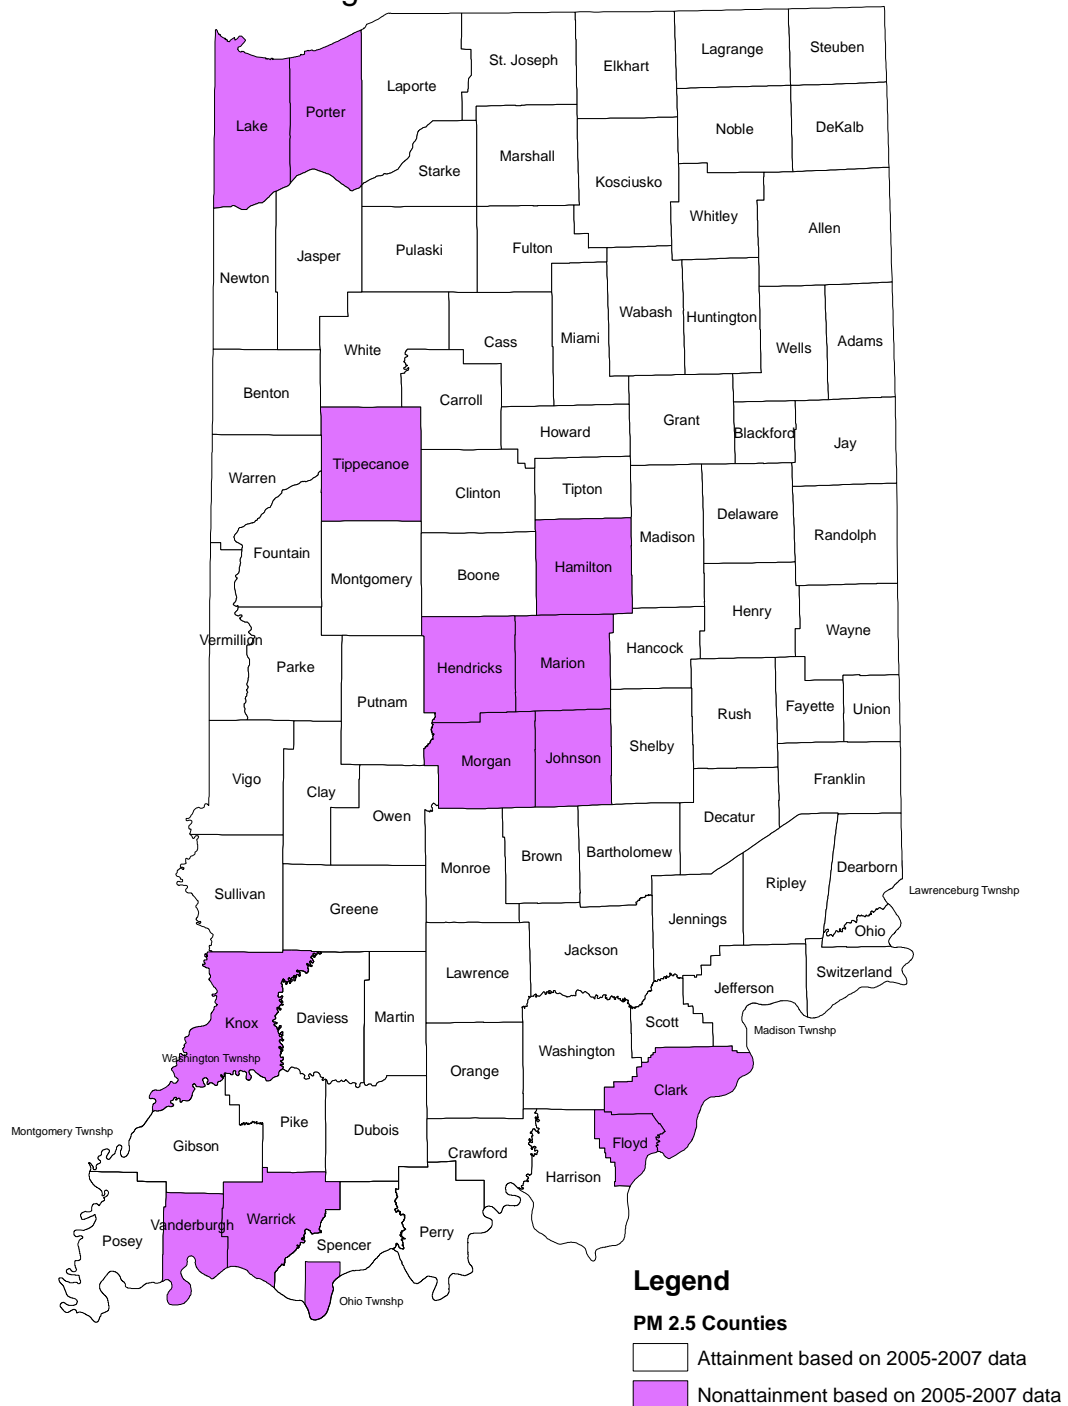 Lagrange
Steuben
St. Joseph
Elkhart
Laporte
Lake
Porter
Noble
DeKalb
Marshall
Starke
Kosciusko
Whitley
Allen
Jasper
Pulaski
Fulton
Newton
Wabash
Huntington
White
Cass
Miami
Wells
Adams
Benton
Carroll
Grant
Howard
Blackford
Jay
Tippecanoe
Warren
Clinton
Tipton
Delaware
Madison
Randolph
Fountain
Montgomery
Boone
Hamilton
Henry
Vermillion
Parke
Hendricks
Marion
Hancock
Wayne
Putnam
Rush
Fayette
Union
Morgan
Johnson
Shelby
Vigo
Clay
Franklin
Owen
Decatur
Monroe
Brown
Bartholomew
Dearborn
Ripley
Lawrenceburg Twnshp
Sullivan
Greene
Jennings
Ohio
Jackson
Lawrence
Switzerland
Jefferson
Knox
Daviess
Martin
Scott
Madison Twnshp
Washington
Washington Twnshp
Orange
Clark
Montgomery Twnshp
Pike
Dubois
Gibson
Crawford
Floyd
Harrison
Vanderburgh
Warrick
Posey
Spencer
Perry
Ohio Twnshp
Legend
PM 2.5 Counties
Attainment based on 2005-2007 data
Nonattainment based on 2005-2007 data